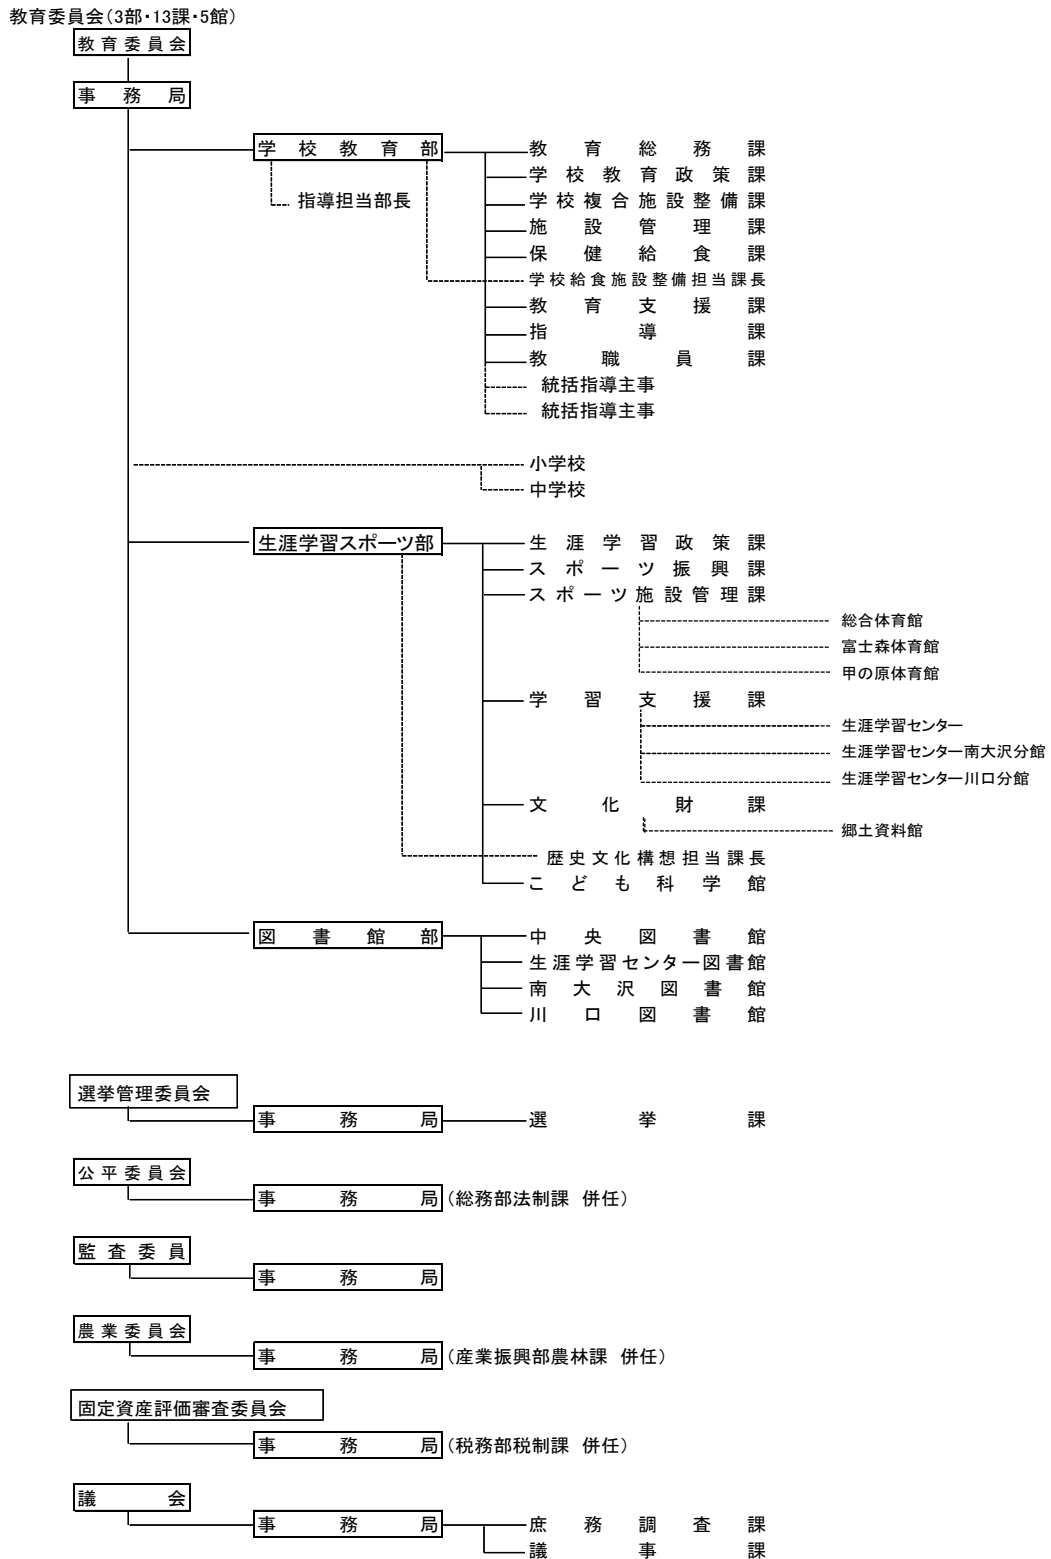 教育委員会（3部・13課・5館）
教育委員会
事務局
学校教育部 教育総務課
学校教育政策課
指導担当部長 学校複合施設整備課
施設管理課
保健給食課
学校給食施設整備担当課長
教育支援課
指導課
教職員課
統括指導主事
統括指導主事
小学校
中学校
生涯学習スポーツ部 生涯学習政策課
スポーツ振興課
スポーツ施設管理課
総合体育館
富士森体育館
甲の原体育館
学習支援課
生涯学習センター
生涯学習センター南大沢分館
生涯学習センター川口分館
文化財課
郷土資料館
歴史文化構想担当課長
こども科学館
図書館部 中央図書館
生涯学習センター図書館
南大沢図書館
川口図書館
選挙管理委員会
事務局 選挙課
公平委員会
事務局（総務部法制課 併任）
監査委員
事務局
農業委員会
事務局（産業振興部農林課 併任）
固定資産評価審査委員会
事務局（税務部税制課 併任）
議会
事務局 庶務調査課
議事課